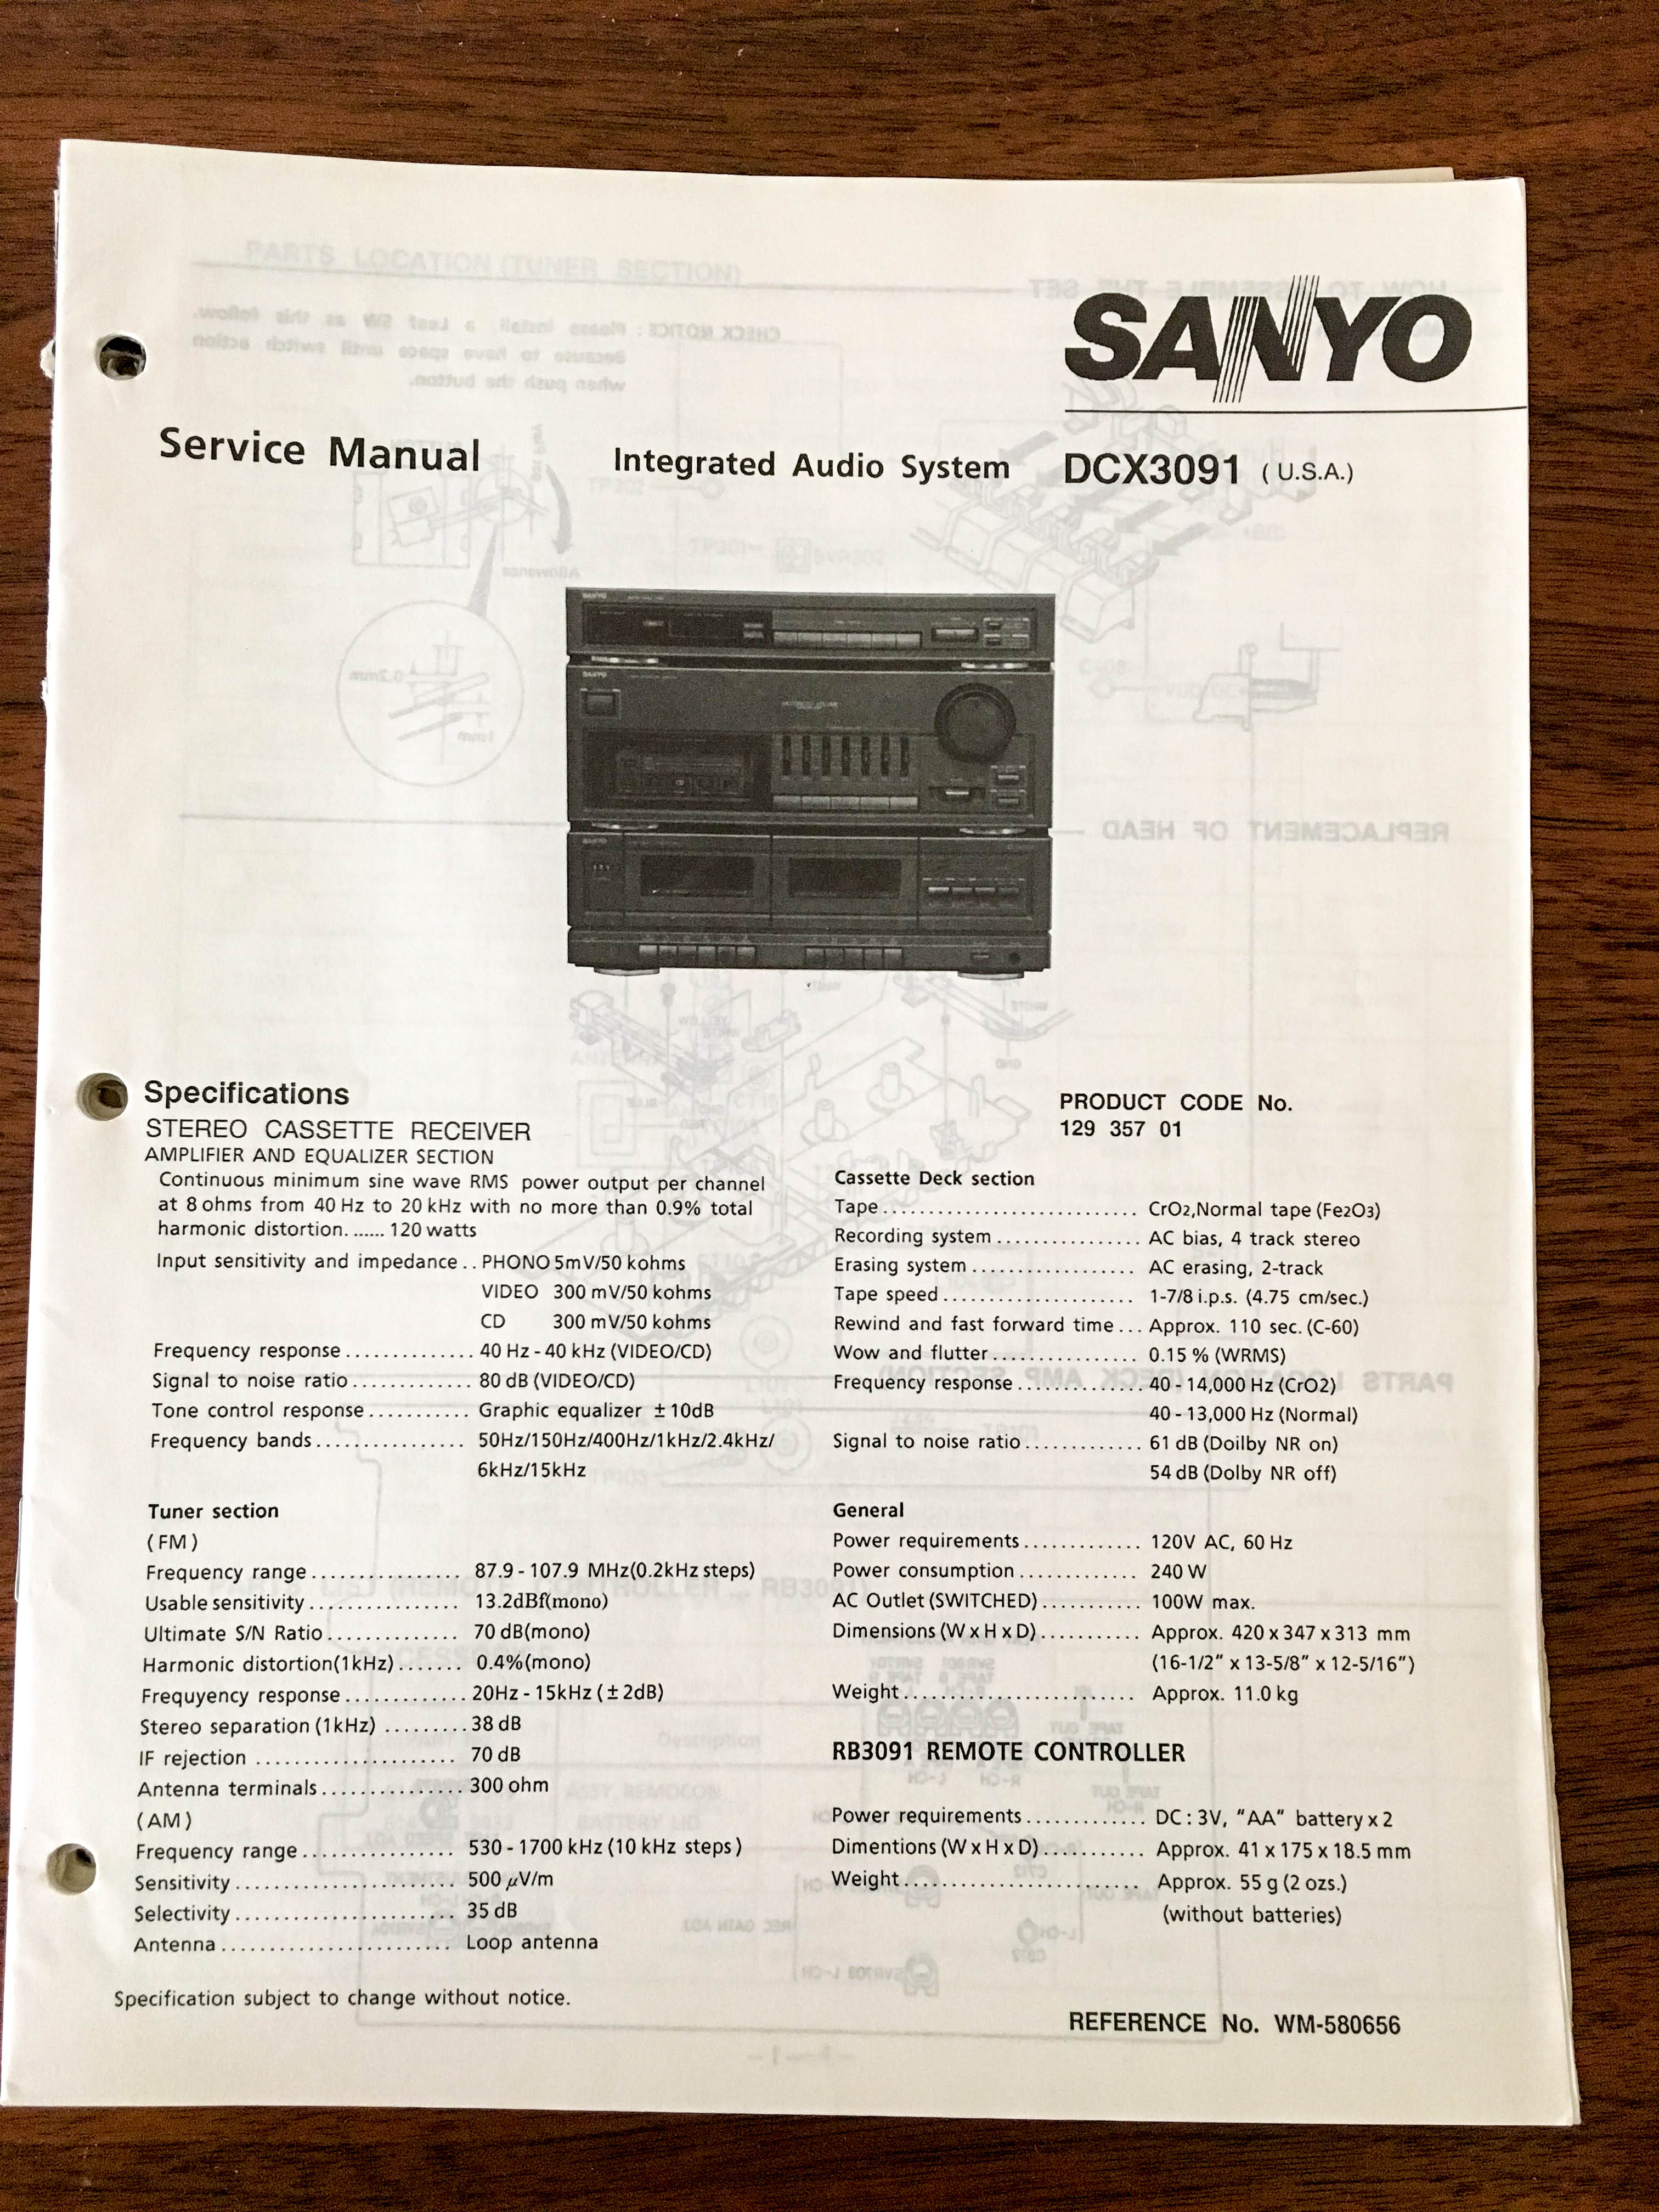 SANYO
Service Manual Integrated Audio System DCX3091 (U.S.A.)
SANYO
SANYO
SANYO
Specifications
STEREO CASSETTE RECEIVER
AMPLIFIER AND EQUALIZER SECTION
Continuous minimum sine wave RMS power output per channel
at 8 ohms from 40 Hz to 20 kHz with no more than 0.9% total
harmonic distortion. ...... 120 watts
Input sensitivity and impedance .. PHONO 5mV/50 kohms
VIDEO 300 mV/50 kohms
CD 300 mV/50 kohms
Frequency response ............. 40 Hz - 40 kHz (VIDEO/CD)
Signal to noise ratio ............ 80 dB (VIDEO/CD)
Tone control response .......... Graphic equalizer ± 10dB
Frequency bands ............... 50Hz/150Hz/400Hz/1kHz/2.4kHz/
6kHz/15kHz
Tuner section
(FM)
Frequency range ............... 87.9 - 107.9 MHz(0.2kHz steps)
Usable sensitivity ............... 13.2dBf(mono)
Ultimate S/N Ratio ............. 70 dB(mono)
Harmonic distortion(1kHz) ....... 0.4%(mono)
Frequyency response ............ 20Hz - 15kHz (± 2dB)
Stereo separation (1kHz) ......... 38 dB
IF rejection .................... 70 dB
Antenna terminals .............. 300 ohm
(AM)
Frequency range ............... 530 - 1700 kHz (10 kHz steps)
Sensitivity ...................... 500 μV/m
Selectivity ...................... 35 dB
Antenna ....................... Loop antenna
Specification subject to change without notice.
PRODUCT CODE No.
129 357 01
Cassette Deck section
Tape .......................... CrO2,Normal tape (Fe2O3)
Recording system ............... AC bias, 4 track stereo
Erasing system ................. AC erasing, 2-track
Tape speed ..................... 1-7/8 i.p.s. (4.75 cm/sec.)
Rewind and fast forward time ... Approx. 110 sec. (C-60)
Wow and flutter ................ 0.15 % (WRMS)
Frequency response ............. 40 - 14,000 Hz (CrO2)
40 - 13,000 Hz (Normal)
Signal to noise ratio ............ 61 dB (Doilby NR on)
54 dB (Dolby NR off)
General
Power requirements ............. 120V AC, 60 Hz
Power consumption ............. 240 W
AC Outlet (SWITCHED) ........... 100W max.
Dimensions (W x H x D) ........... Approx. 420 x 347 x 313 mm
(16-1/2" x 13-5/8" x 12-5/16")
Weight ........................ Approx. 11.0 kg
RB3091 REMOTE CONTROLLER
Power requirements ............. DC : 3V, "AA" battery x 2
Dimentions (W x H x D) ........... Approx. 41 x 175 x 18.5 mm
Weight ........................ Approx. 55 g (2 ozs.)
(without batteries)
REFERENCE No. WM-580656